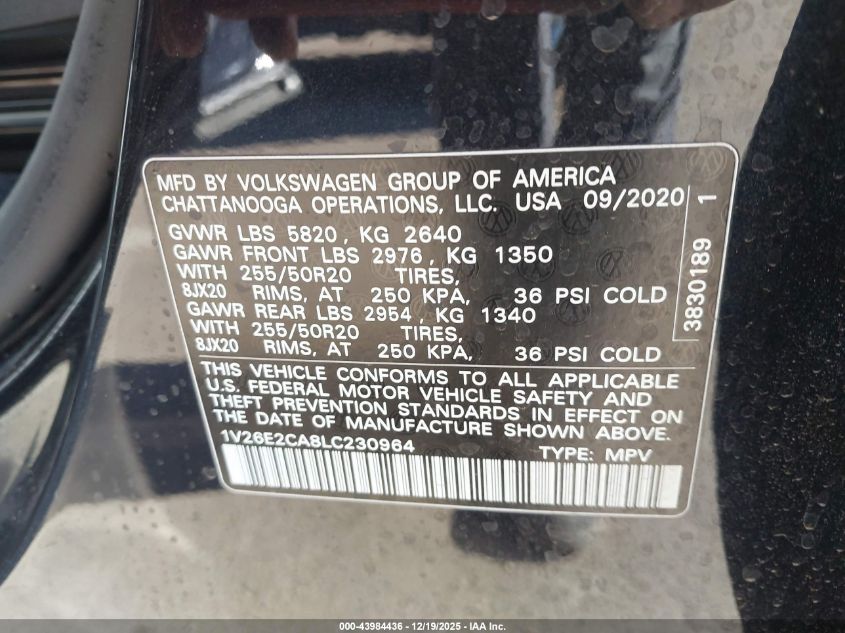 MFD BY VOLKSWAGEN GROUP OF AMERICA
CHATTANOOGA OPERATIONS, LLC. USA 09/2020
GVWR LBS 5820, KG 2640
GAWR FRONT LBS 2976, KG 1350
WITH 255/50R20 TIRES,
8JX20 RIMS, AT 250 KPA, 36 PSI COLD
GAWR REAR LBS 2954, KG 1340
WITH 255/50R20 TIRES,
8JX20 RIMS, AT 250 KPA, 36 PSI COLD
THIS VEHICLE CONFORMS TO ALL APPLICABLE
U.S. FEDERAL MOTOR VEHICLE SAFETY AND
THEFT PREVENTION STANDARDS IN EFFECT ON
THE DATE OF MANUFACTURE SHOWN ABOVE.
1V26E2CA8LC230964 TYPE: MPV
3830189 1
000-43984436 - 12/19/2025 - IAA Inc.